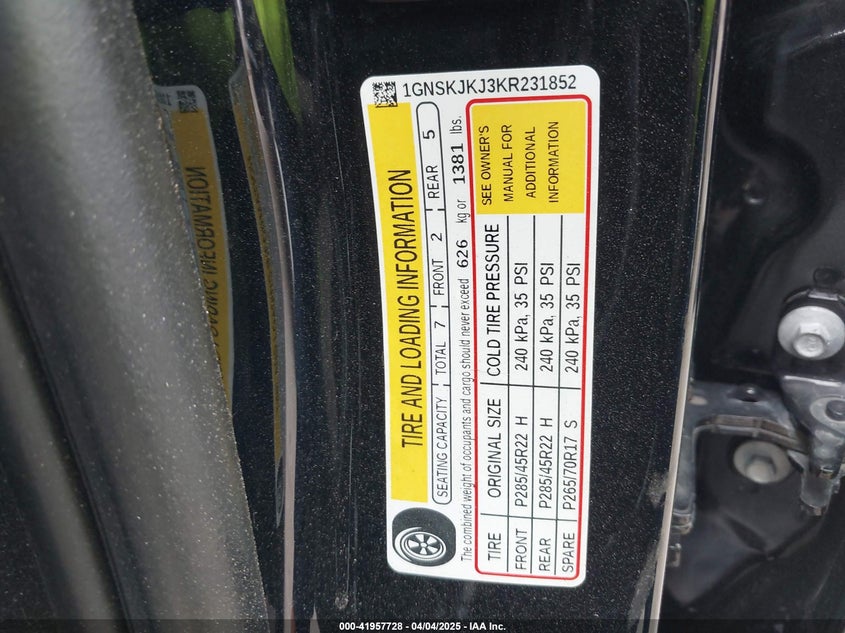 1GNSKJKJ3KR231852
TIRE AND LOADING INFORMATION
SEATING CAPACITY TOTAL 7 FRONT 2 REAR 5
The combined weight of occupants and cargo should never exceed 626 kg or 1381 lbs.
TIRE ORIGINAL SIZE COLD TIRE PRESSURE SEE OWNER'S
FRONT P285/45R22 H 240 kPa, 35 PSI MANUAL FOR
REAR P285/45R22 H 240 kPa, 35 PSI ADDITIONAL
SPARE P265/70R17 S 240 kPa, 35 PSI INFORMATION
000-41957728 - 04/04/2025 - IAA Inc.